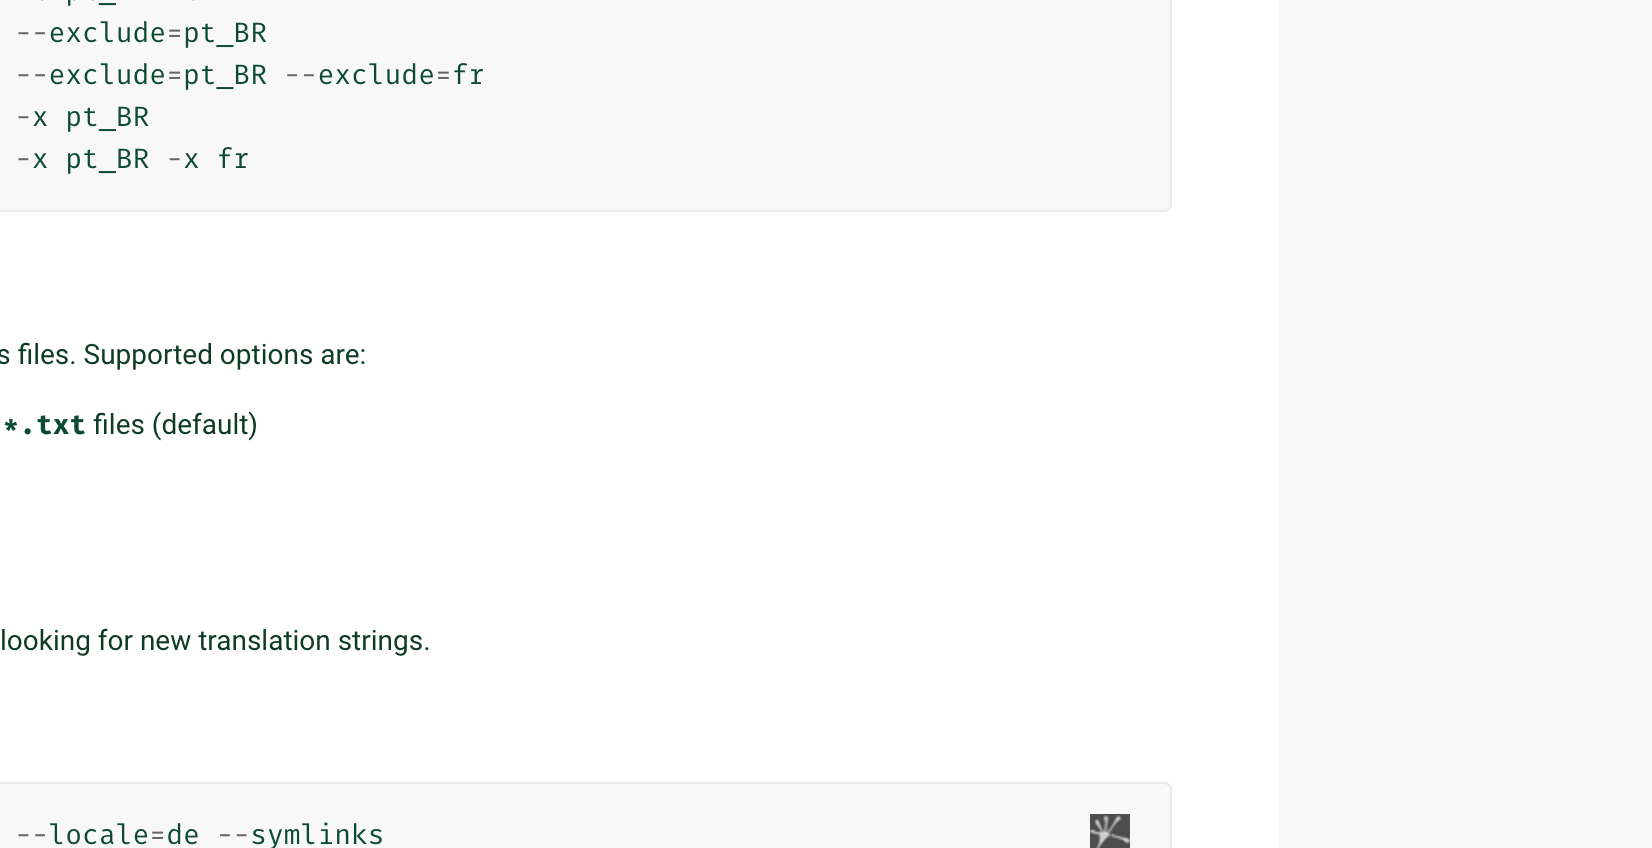 --exclude=pt_BR
--exclude=pt_BR --exclude=fr
-x pt_BR
-x pt_BR -x fr
s files. Supported options are:
*.txt files (default)
looking for new translation strings.
--locale=de --symlinks